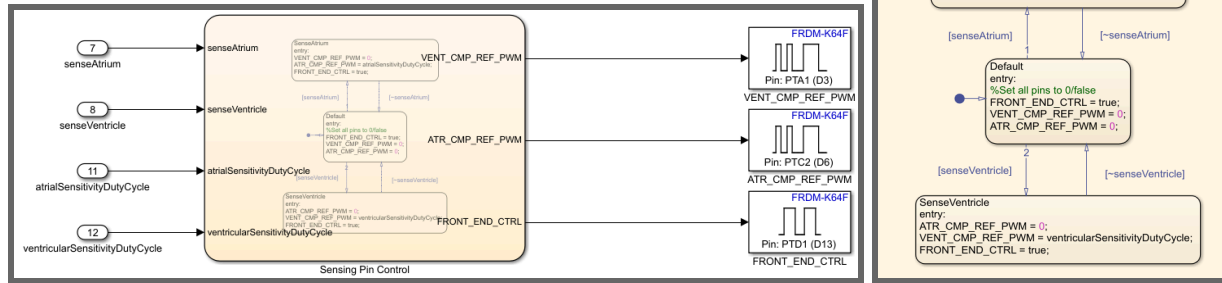 7
senseAtrium
8
senseVentricle
11
atrialSensitivityDutyCycle
12
ventricularSensitivityDutyCycle
senseAtrium
senseVentricle
atrialSensitivityDutyCycle
ventricularSensitivityDutyCycle
SenseAtrium
entry:
VENT_CMP_REF_PWM = 0;
ATR_CMP_REF_PWM = atrialSensitivityDutyCycle;
FRONT_END_CTRL = true;
[senseAtrium]
[~senseAtrium]
Default
entry:
%Set all pins to 0/false
FRONT_END_CTRL = true;
VENT_CMP_REF_PWM = 0;
ATR_CMP_REF_PWM = 0;
[senseVentricle]
[~senseVentricle]
SenseVentricle
entry:
ATR_CMP_REF_PWM = 0;
VENT_CMP_REF_PWM = ventricularSensitivityDutyCycle;
FRONT_END_CTRL = true;
VENT_CMP_REF_PWM
ATR_CMP_REF_PWM
FRONT_END_CTRL
Sensing Pin Control
FRDM-K64F
Pin: PTA1 (D3)
VENT_CMP_REF_PWM
FRDM-K64F
Pin: PTC2 (D6)
ATR_CMP_REF_PWM
FRDM-K64F
Pin: PTD1 (D13)
FRONT_END_CTRL
[senseAtrium]
[~senseAtrium]
1
Default
entry:
%Set all pins to 0/false
FRONT_END_CTRL = true;
VENT_CMP_REF_PWM = 0;
ATR_CMP_REF_PWM = 0;
2
[senseVentricle]
[~senseVentricle]
SenseVentricle
entry:
ATR_CMP_REF_PWM = 0;
VENT_CMP_REF_PWM = ventricularSensitivityDutyCycle;
FRONT_END_CTRL = true;